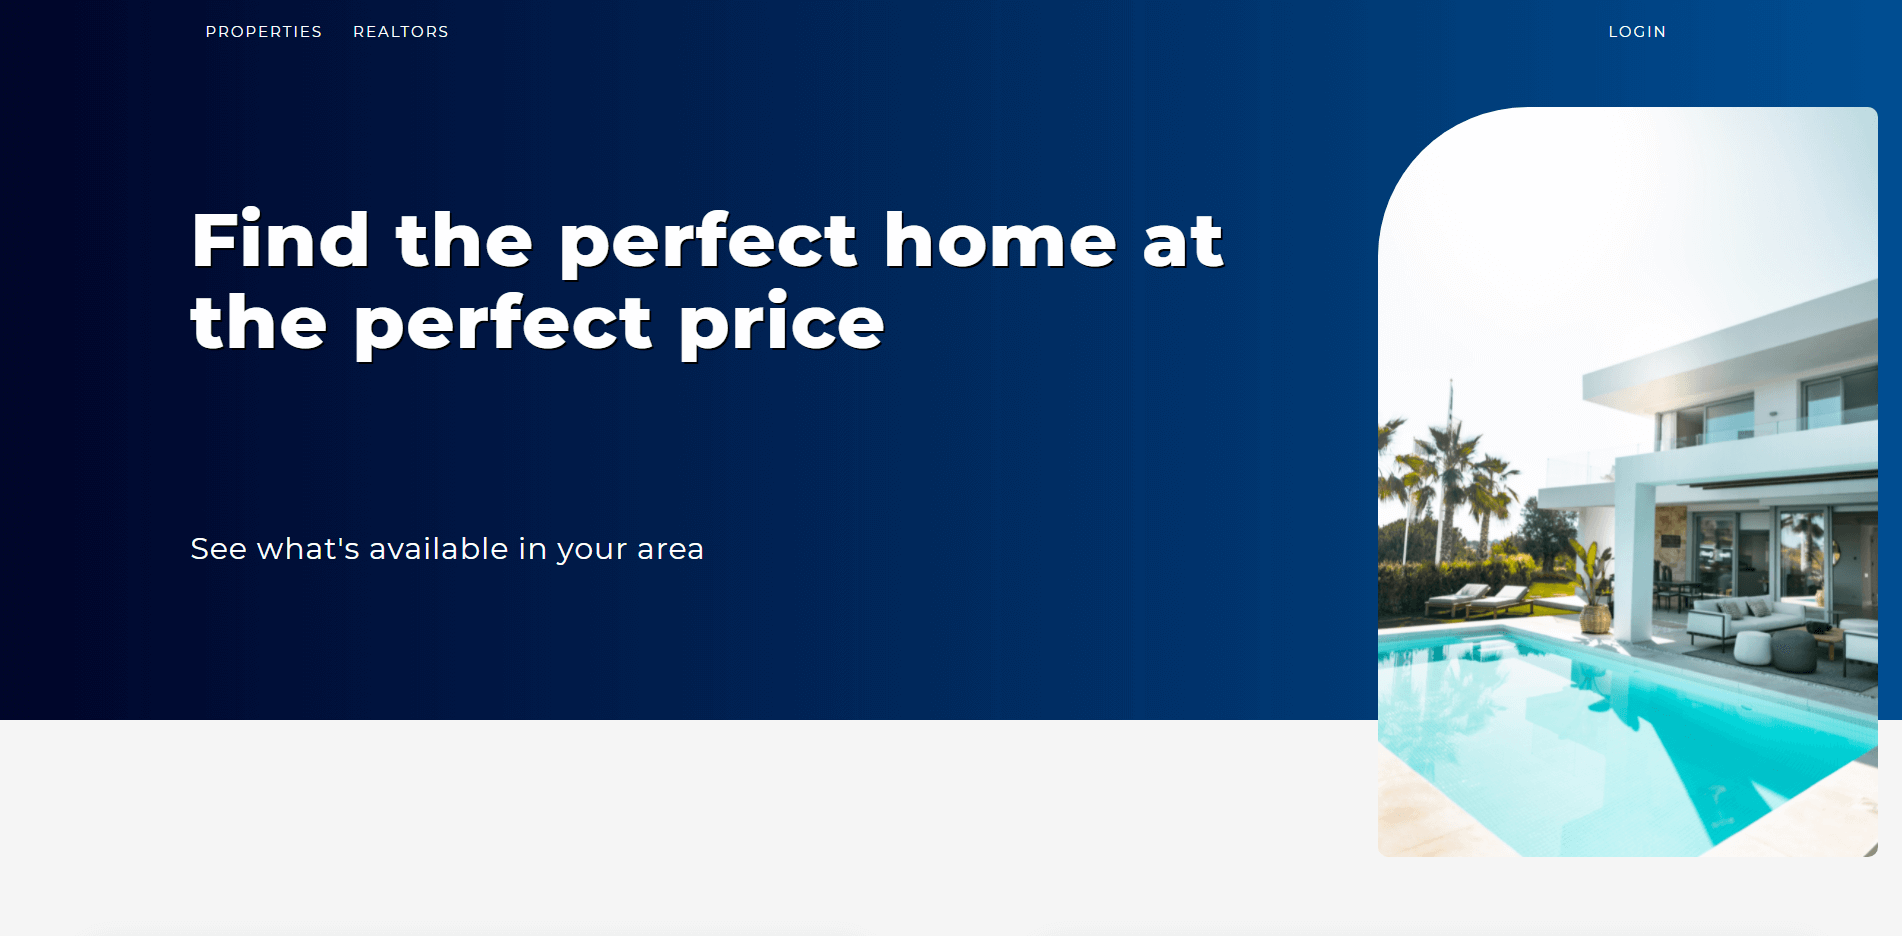 PROPERTIES REALTORS LOGIN
Find the perfect home at
the perfect price
See what's available in your area